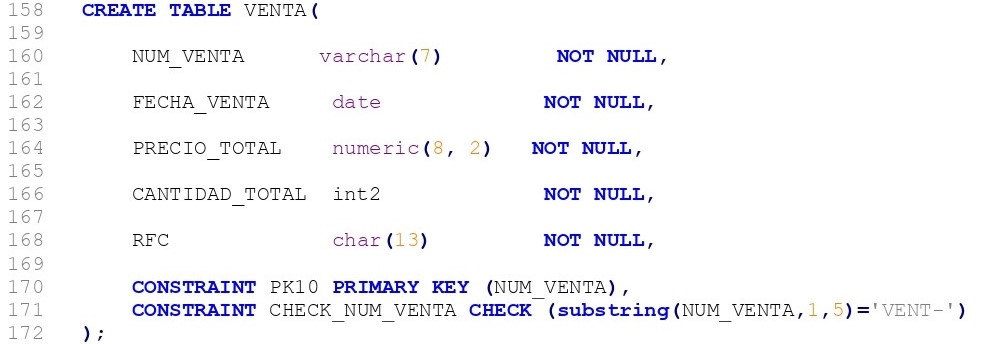 158 CREATE TABLE VENTA(
159
160 NUM_VENTA varchar(7) NOT NULL,
161
162 FECHA_VENTA date NOT NULL,
163
164 PRECIO_TOTAL numeric(8, 2) NOT NULL,
165
166 CANTIDAD_TOTAL int2 NOT NULL,
167
168 RFC char(13) NOT NULL,
169
170 CONSTRAINT PK10 PRIMARY KEY (NUM_VENTA),
171 CONSTRAINT CHECK_NUM_VENTA CHECK (substring(NUM_VENTA,1,5)='VENT-')
172 );